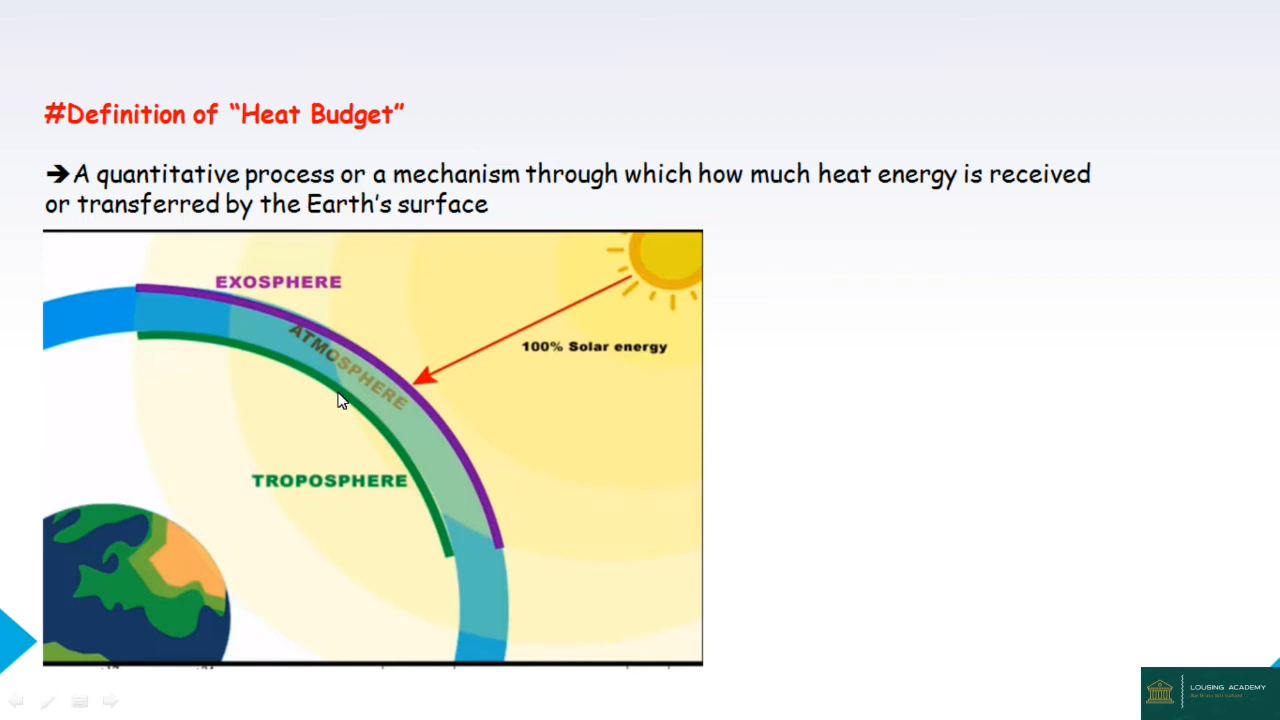 #Definition of “Heat Budget”
➔A quantitative process or a mechanism through which how much heat energy is received
or transferred by the Earth’s surface
EXOSPHERE
ATMOSPHERE
100% Solar energy
TROPOSPHERE
LOUSING ACADEMY